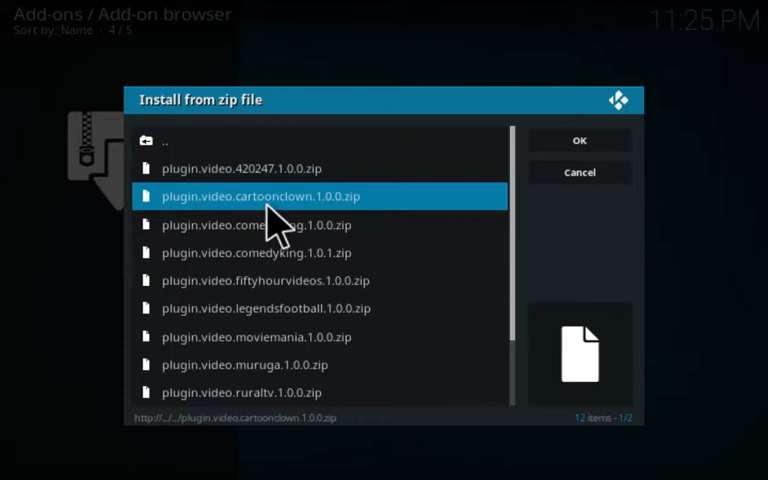 Add-ons / Add-on browser
Sort by: Name · 4 / 5
11:25 PM
Install from zip file
..
plugin.video.420247.1.0.0.zip
plugin.video.cartoonclown.1.0.0.zip
plugin.video.comedyking.1.0.0.zip
plugin.video.comedyking.1.0.1.zip
plugin.video.fiftyhourvideos.1.0.0.zip
plugin.video.legendsfootball.1.0.0.zip
plugin.video.moviemania.1.0.0.zip
plugin.video.muruga.1.0.0.zip
plugin.video.ruraltv.1.0.0.zip
OK
Cancel
http://../../plugin.video.cartoonclown.1.0.0.zip
12 items - 1/2